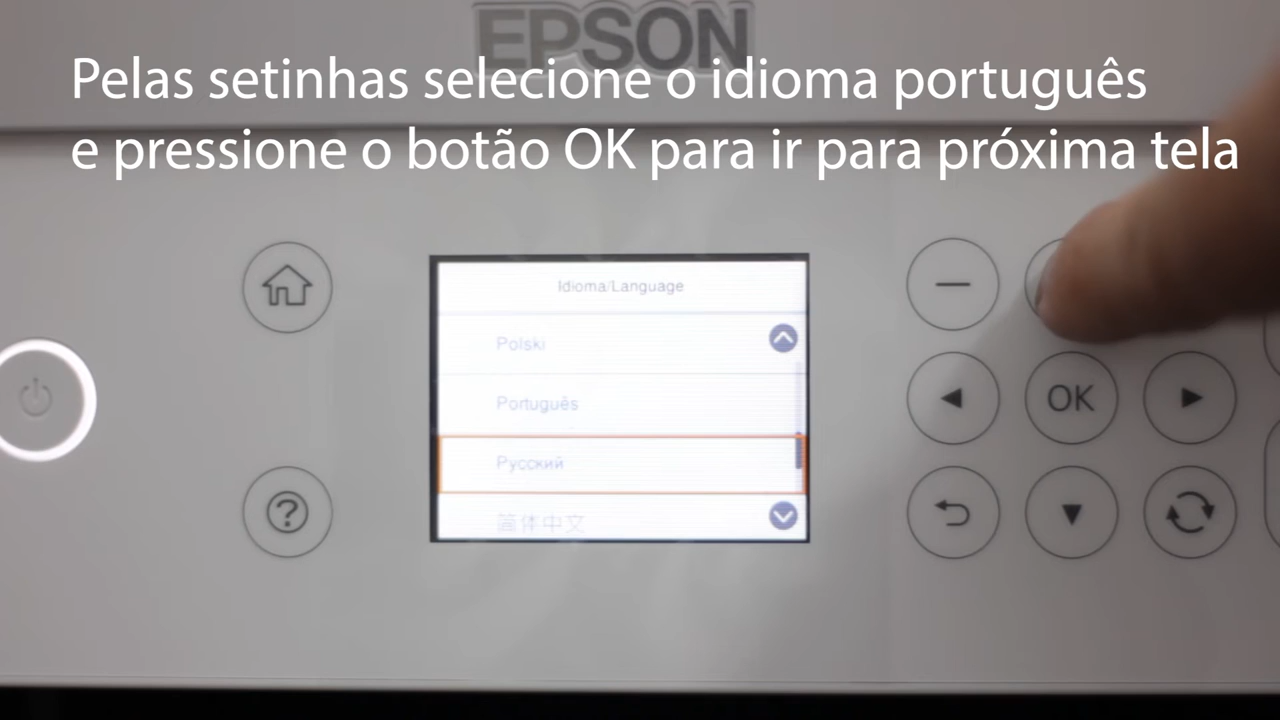 EPSON
Pelas setinhas selecione o idioma português
e pressione o botão OK para ir para próxima tela
Idioma/Language
Polski
Português
Русский
简体中文
OK
?